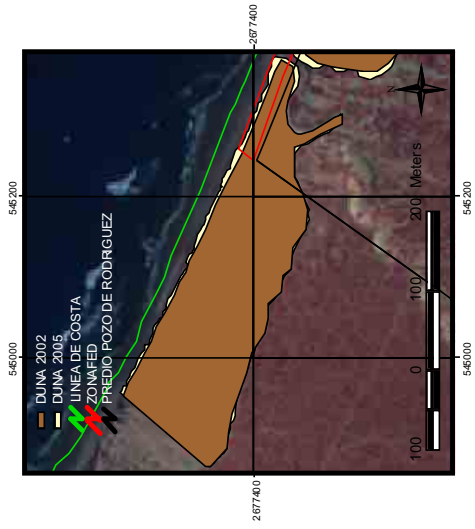 2677400
545200
545000
DUNA 2002
DUNA 2005
LINEA DE COSTA
ZONAFED
PREDIO POZO DE RODRIGUEZ
N
100 0 100 200 Meters
545000
545200
2677400